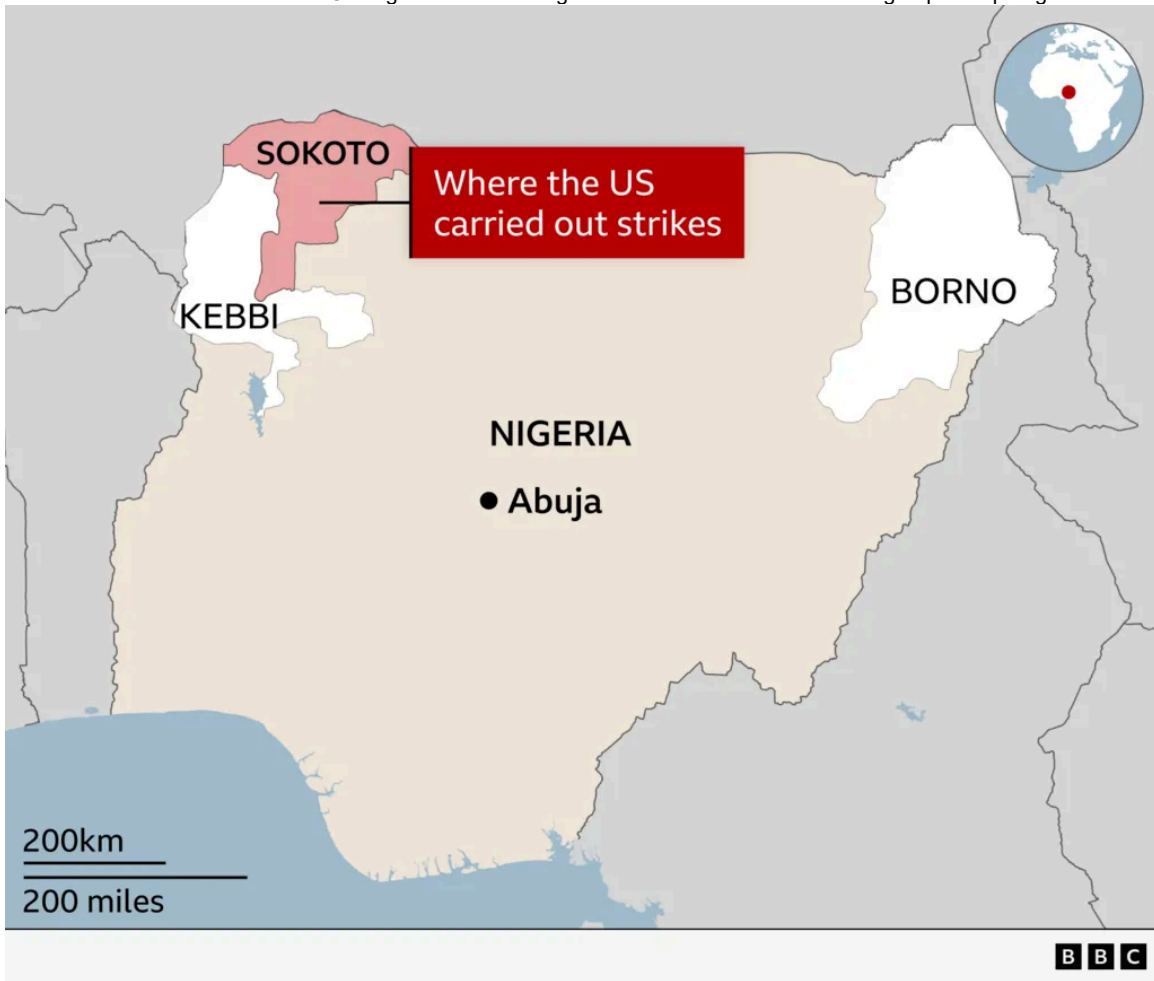 SOKOTO
Where the US
carried out strikes
BORNO
KEBBI
NIGERIA
Abuja
200km
200 miles
BBC